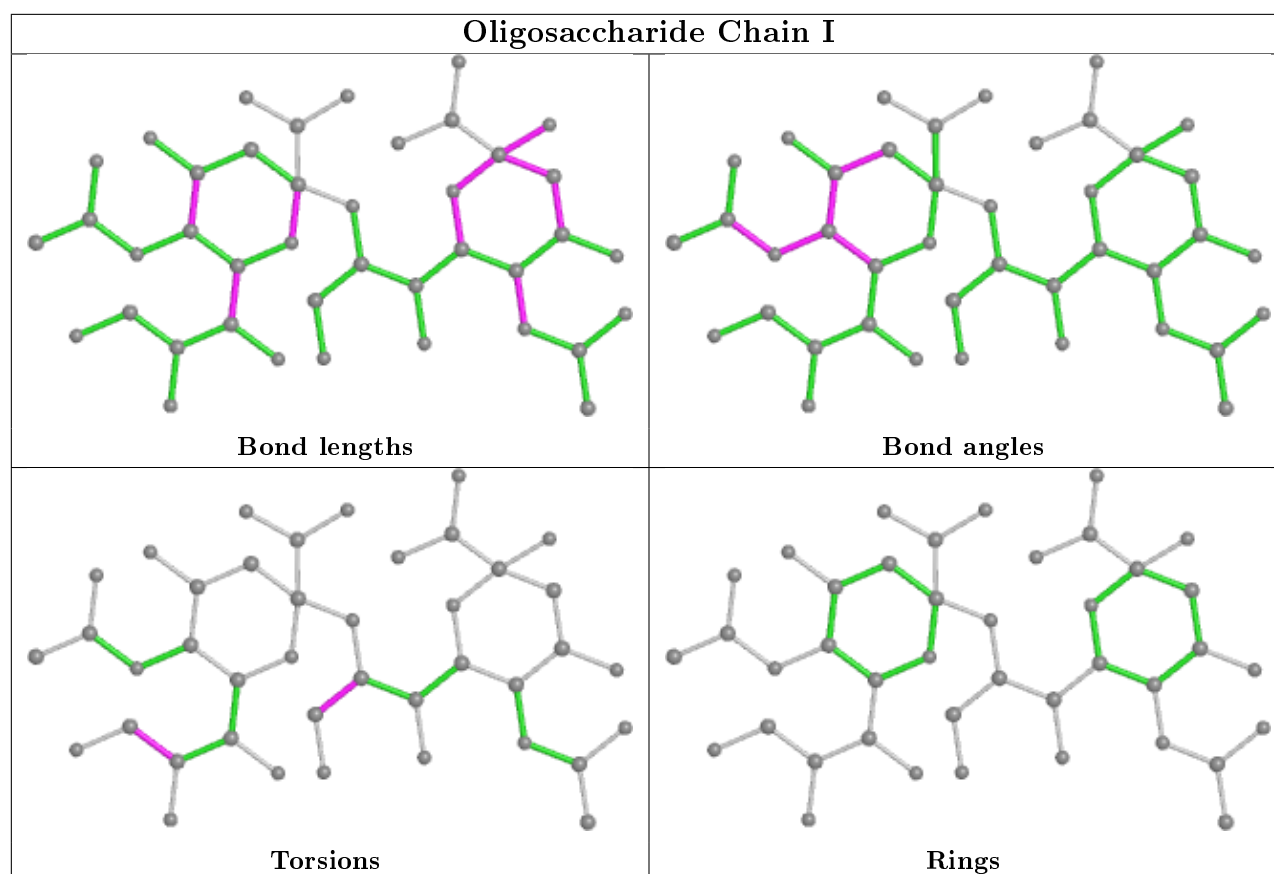 Oligosaccharide Chain I
Bond lengths
Bond angles
Torsions
Rings